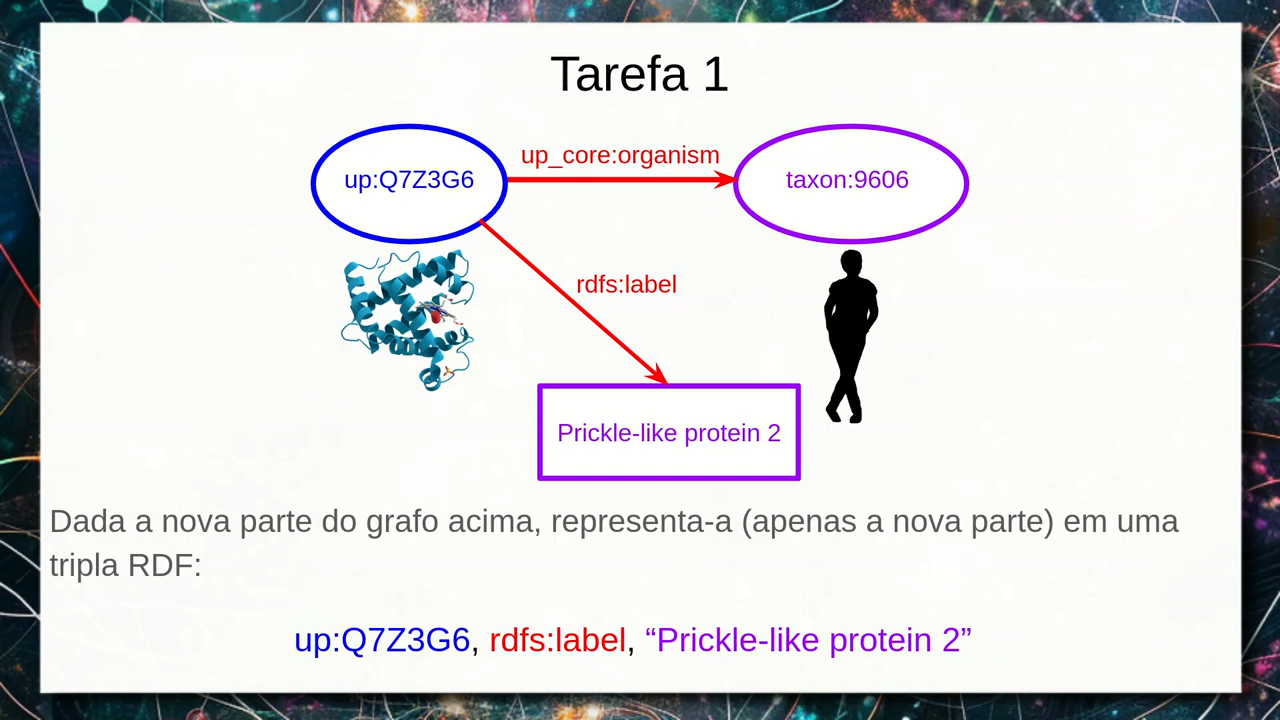 Tarefa 1
up:Q7Z3G6
up_core:organism
taxon:9606
rdfs:label
Prickle-like protein 2
Dada a nova parte do grafo acima, representa-a (apenas a nova parte) em uma
tripla RDF:
up:Q7Z3G6, rdfs:label, “Prickle-like protein 2”